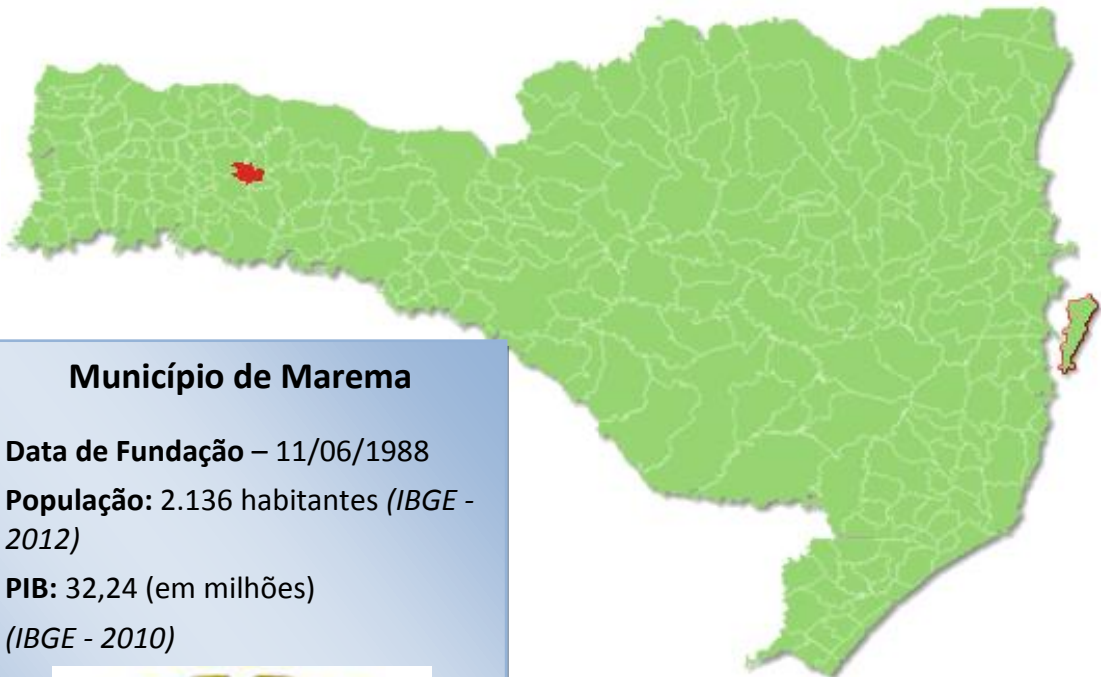 Município de Marema
Data de Fundação – 11/06/1988
População: 2.136 habitantes (IBGE -
2012)
PIB: 32,24 (em milhões)
(IBGE - 2010)